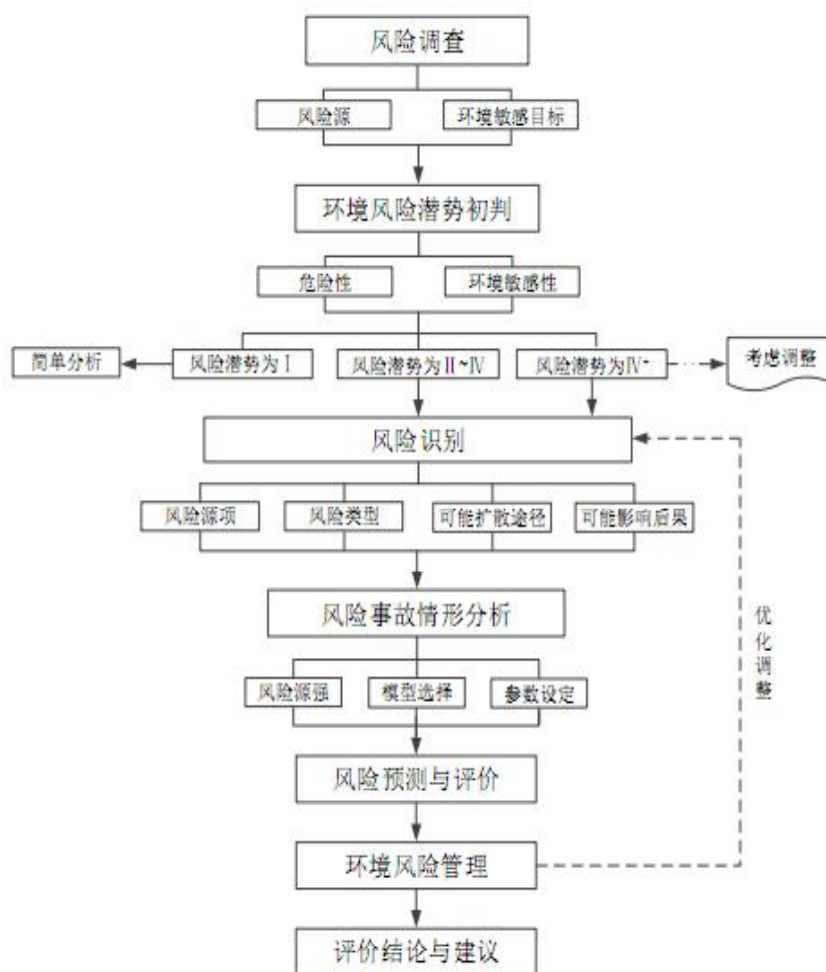 风险调查
风险源
环境敏感目标
环境风险潜势初判
危险性
环境敏感性
简单分析
风险潜势为Ⅰ
风险潜势为Ⅱ~Ⅳ
风险潜势为Ⅳ+
考虑调整
风险识别
风险源项
风险类型
可能扩散途径
可能影响后果
风险事故情形分析
优化调整
风险源强
模型选择
参数设定
风险预测与评价
环境风险管理
评价结论与建议